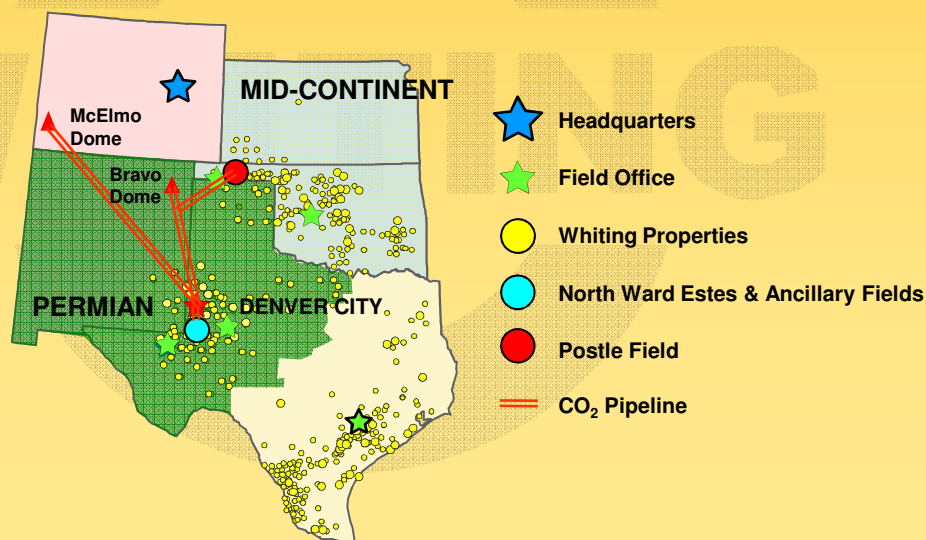 McElmo
Dome
MID-CONTINENT
Bravo
Dome
PERMIAN
DENVER CITY
Headquarters
Field Office
Whiting Properties
North Ward Estes & Ancillary Fields
Postle Field
CO₂ Pipeline